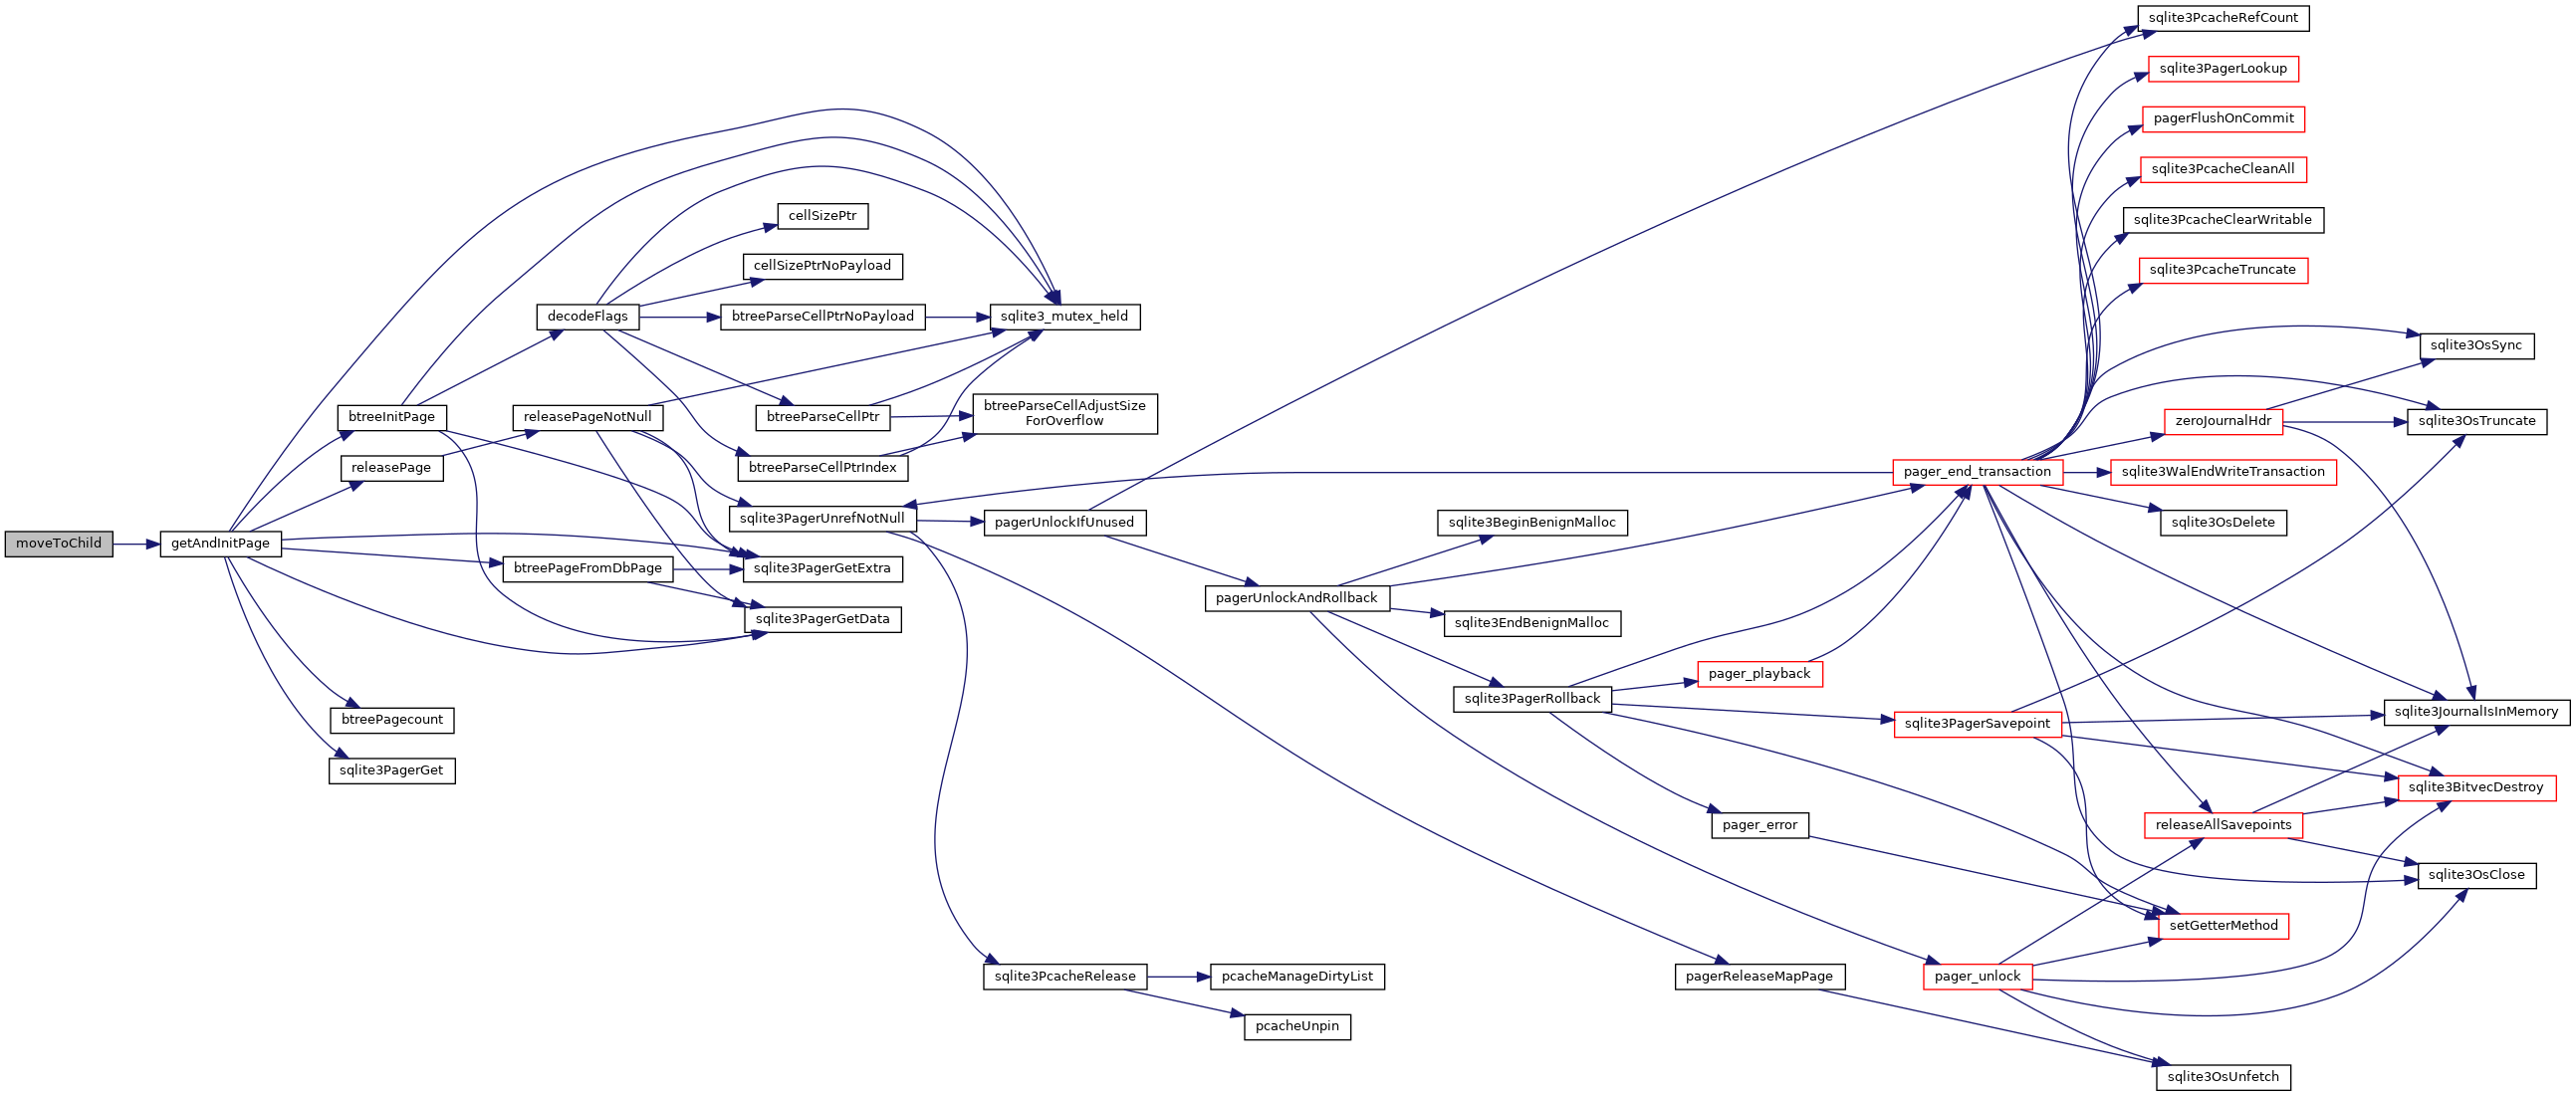 sqlite3PcacheRefCount
sqlite3PagerLookup
pagerFlushOnCommit
sqlite3PcacheCleanAll
cellSizePtr
sqlite3PcacheClearWritable
cellSizePtrNoPayload
sqlite3PcacheTruncate
decodeFlags
btreeParseCellPtrNoPayload
sqlite3_mutex_held
sqlite3OsSync
btreeInitPage
releasePageNotNull
btreeParseCellPtr
btreeParseCellAdjustSize
ForOverflow
zeroJournalHdr
sqlite3OsTruncate
releasePage
btreeParseCellPtrIndex
pager_end_transaction
sqlite3WalEndWriteTransaction
sqlite3PagerUnrefNotNull
pagerUnlockIfUnused
sqlite3BeginBenignMalloc
sqlite3OsDelete
moveToChild
getAndInitPage
btreePageFromDbPage
sqlite3PagerGetExtra
pagerUnlockAndRollback
sqlite3PagerGetData
sqlite3EndBenignMalloc
pager_playback
sqlite3PagerRollback
btreePagecount
sqlite3PagerSavepoint
sqlite3JournalIsInMemory
sqlite3PagerGet
sqlite3BitvecDestroy
pager_error
releaseAllSavepoints
sqlite3OsClose
setGetterMethod
sqlite3PcacheRelease
pcacheManageDirtyList
pagerReleaseMapPage
pager_unlock
pcacheUnpin
sqlite3OsUnfetch